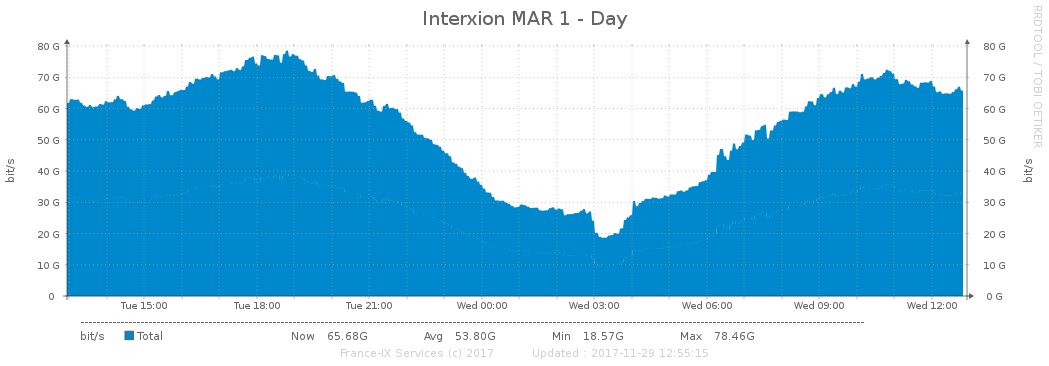 Interxion MAR 1 - Day
RRDTOOL / TOBI OETIKER
80 G 80 G
70 G 70 G
60 G 60 G
50 G 50 G
40 G 40 G
30 G 30 G
20 G 20 G
10 G 10 G
0 0 G
bit/s bit/s
Tue 15:00 Tue 18:00 Tue 21:00 Wed 00:00 Wed 03:00 Wed 06:00 Wed 09:00 Wed 12:00
bit/s Total Now 65.68G Avg 53.80G Min 18.57G Max 78.46G
France-IX Services (c) 2017 Updated : 2017-11-29 12:55:15